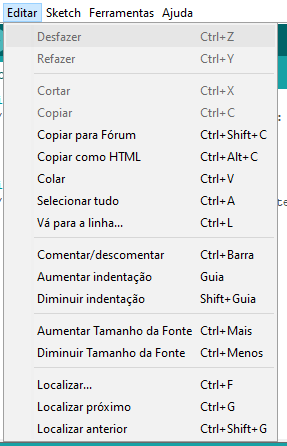 Editar Sketch Ferramentas Ajuda
Desfazer Ctrl+Z
Refazer Ctrl+Y
Cortar Ctrl+X
Copiar Ctrl+C
Copiar para Fórum Ctrl+Shift+C
Copiar como HTML Ctrl+Alt+C
Colar Ctrl+V
Selecionar tudo Ctrl+A
Vá para a linha... Ctrl+L
Comentar/descomentar Ctrl+Barra
Aumentar indentação Guia
Diminuir indentação Shift+Guia
Aumentar Tamanho da Fonte Ctrl+Mais
Diminuir Tamanho da Fonte Ctrl+Menos
Localizar... Ctrl+F
Localizar próximo Ctrl+G
Localizar anterior Ctrl+Shift+G